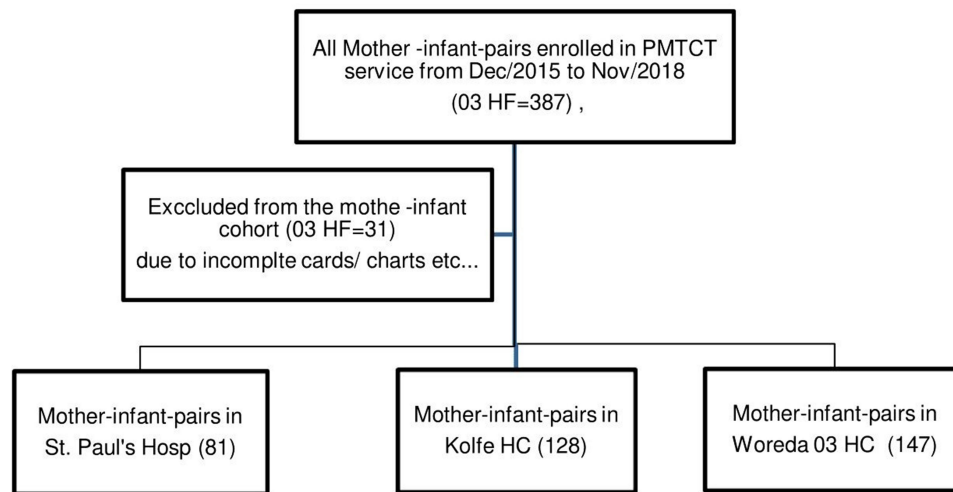 All Mother -infant-pairs enrolled in PMTCT
service from Dec/2015 to Nov/2018
(03 HF=387) ,
Exccluded from the mothe -infant
cohort (03 HF=31)
due to incomplte cards/ charts etc...
Mother-infant-pairs in
St. Paul's Hosp (81)
Mother-infant-pairs in
Kolfe HC (128)
Mother-infant-pairs in
Woreda 03 HC (147)